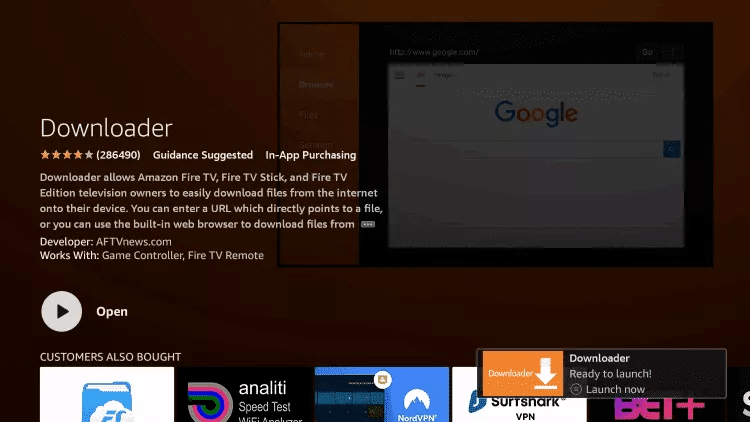 Home
http://www.google.com/
Go
Browser
All
Files
Google
Settings
Downloader
(286490) Guidance Suggested In-App Purchasing
Downloader allows Amazon Fire TV, Fire TV Stick, and Fire TV
Edition television owners to easily download files from the internet
onto their device. You can enter a URL which directly points to a file,
or you can use the built-in web browser to download files from
Developer: AFTVnews.com
Works With: Game Controller, Fire TV Remote
Open
CUSTOMERS ALSO BOUGHT
Downloader
Downloader
Ready to launch!
Launch now
analiti
Speed Test
WiFi Analyzer
NordVPN
Surfshark
VPN
BET+